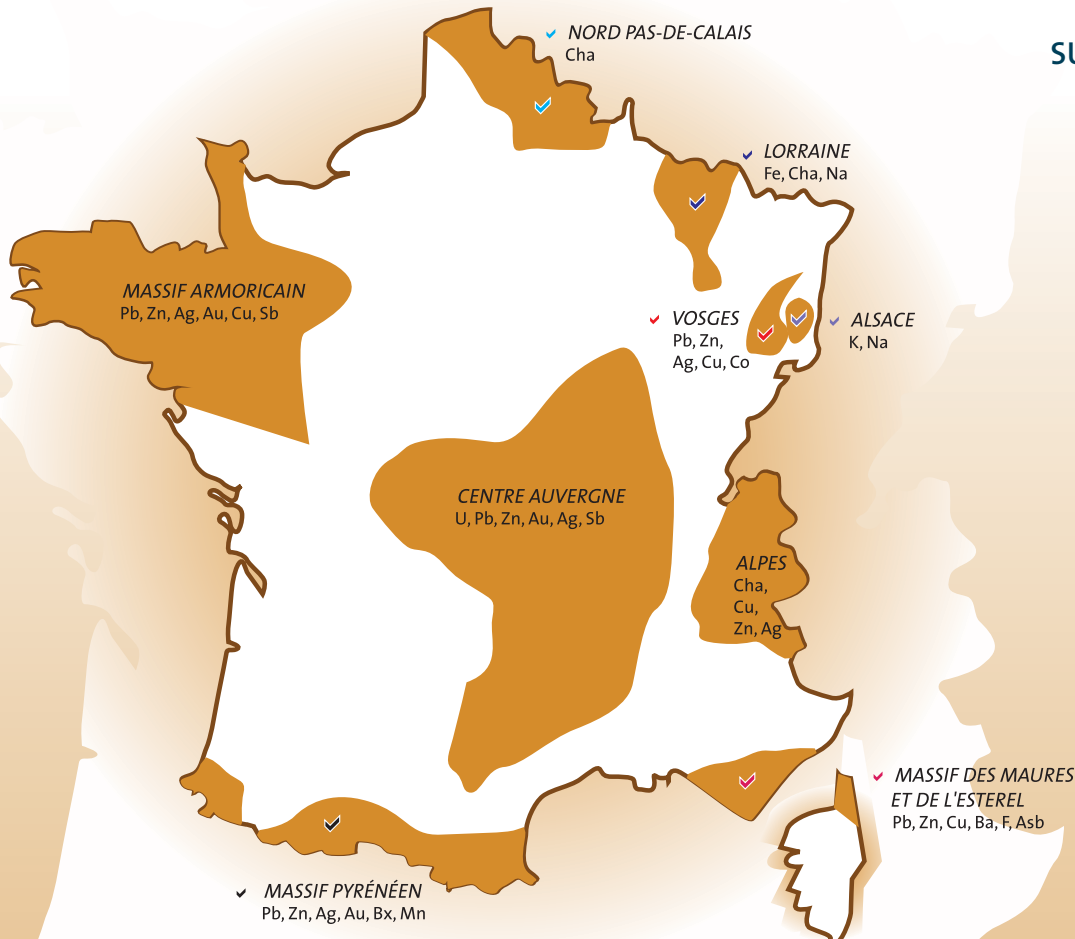 NORD PAS-DE-CALAIS
Cha
SU
LORRAINE
Fe, Cha, Na
MASSIF ARMORICAIN
Pb, Zn, Ag, Au, Cu, Sb
VOSGES
Pb, Zn,
Ag, Cu, Co
ALSACE
K, Na
CENTRE AUVERGNE
U, Pb, Zn, Au, Ag, Sb
ALPES
Cha,
Cu,
Zn, Ag
MASSIF DES MAURES
ET DE L'ESTEREL
Pb, Zn, Cu, Ba, F, Asb
MASSIF PYRÉNÉEN
Pb, Zn, Ag, Au, Bx, Mn